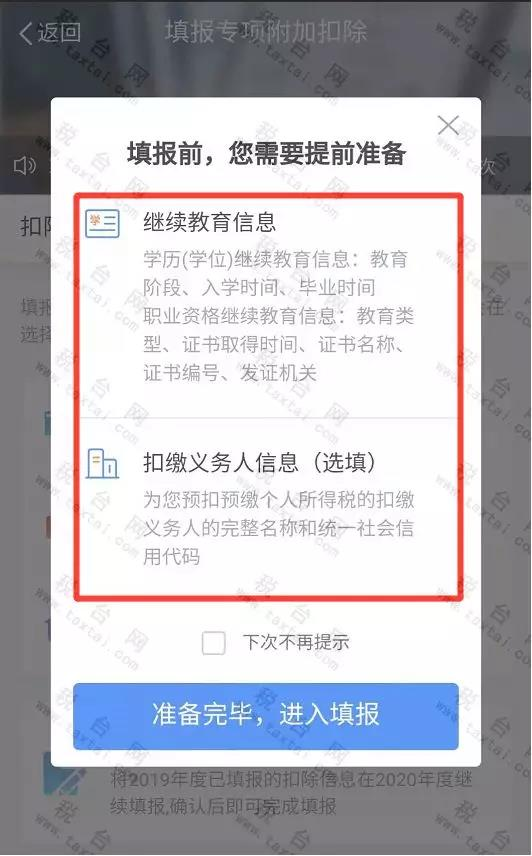 返回
填报专项附加扣除
次
填报前，您需要提前准备
扣除
继续教育信息
学历(学位)继续教育信息：教育
阶段、入学时间、毕业时间
职业资格继续教育信息：教育类
型、证书取得时间、证书名称、
证书编号、发证机关
填报
在
选择
扣缴义务人信息（选填）
为您预扣预缴个人所得税的扣缴
义务人的完整名称和统一社会信
用代码
下次不再提示
准备完毕，进入填报
将2019年度已填报的扣除信息在2020年度继
续填报,确认后即可完成填报
税台网
www.taxtai.com